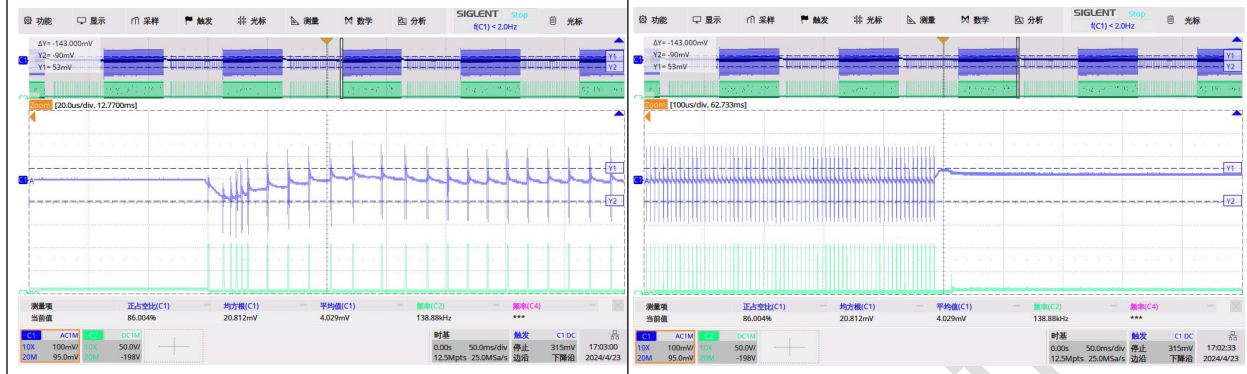 功能 显示 采样 触发 光标 测量 数学 分析 SIGLENT Stop 光标
f(C1) < 2.0Hz
ΔY= -143.000mV
Y2= -90mV
Y1= 53mV
Y1
Y2
C1
Zoom [20.0us/div, 12.7700ms]
C1 A
Y1
Y2
测量项 正占空比(C1) 均方根(C1) 平均值(C1) 频率(C2) 频率(C4)
当前值 86.004% 20.812mV 4.029mV 138.88kHz ***
C1 AC1M C2 DC1M 时基 触发 C1 DC
10X 100mV/ 10X 50.0V/ 0.00s 50.0ms/div 停止 315mV 17:03:00
20M 95.0mV 20M -198V 12.5Mpts 25.0MSa/s 边沿 下降沿 2024/4/23
功能 显示 采样 触发 光标 测量 数学 分析 SIGLENT Stop 光标
f(C1) < 2.0Hz
ΔY= -143.000mV
Y2= -90mV
Y1= 53mV
Y1
Y2
C1
Zoom [100us/div, 62.733ms]
C1 A
Y1
Y2
测量项 正占空比(C1) 均方根(C1) 平均值(C1) 频率(C2) 频率(C4)
当前值 86.004% 20.812mV 4.029mV 138.88kHz ***
C1 AC1M C2 DC1M 时基 触发 C1 DC
10X 100mV/ 10X 50.0V/ 0.00s 50.0ms/div 停止 315mV 17:02:33
20M 95.0mV 20M -198V 12.5Mpts 25.0MSa/s 边沿 下降沿 2024/4/23